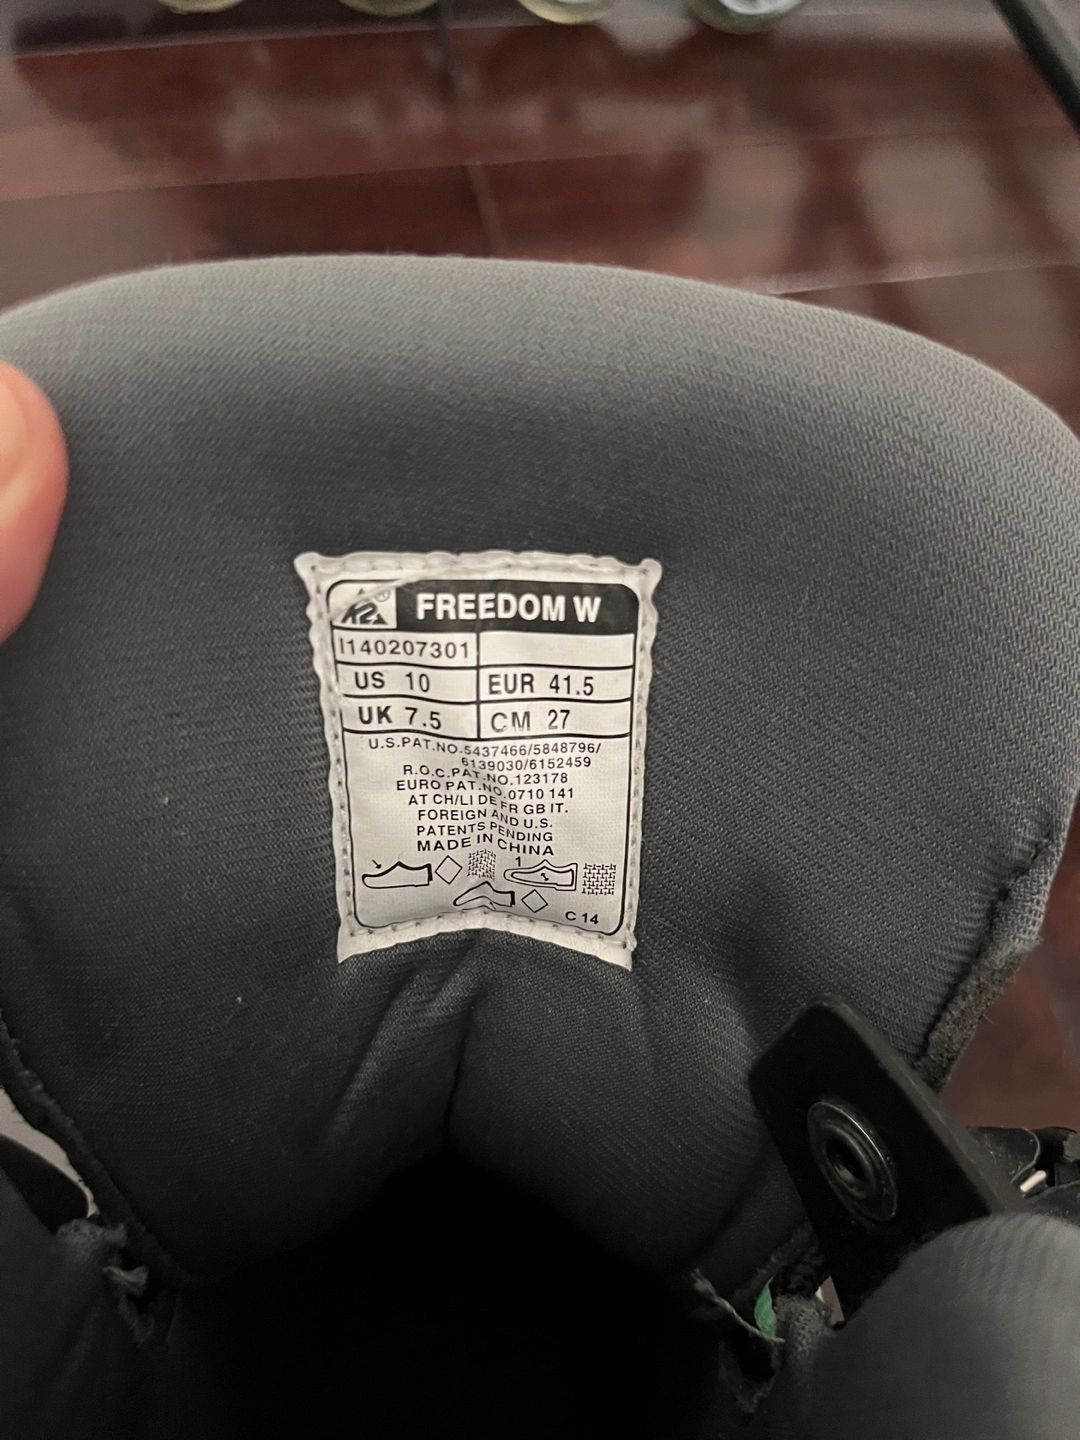 K2® FREEDOM W
I140207301
US 10 EUR 41.5
UK 7.5 CM 27
U.S.PAT.NO.5437466/5848796/
6139030/6152459
R.O.C.PAT.NO.123178
EURO PAT.NO.0710 141
AT CH/LI DE FR GB IT.
FOREIGN AND U.S.
PATENTS PENDING
MADE IN CHINA
1
C 14